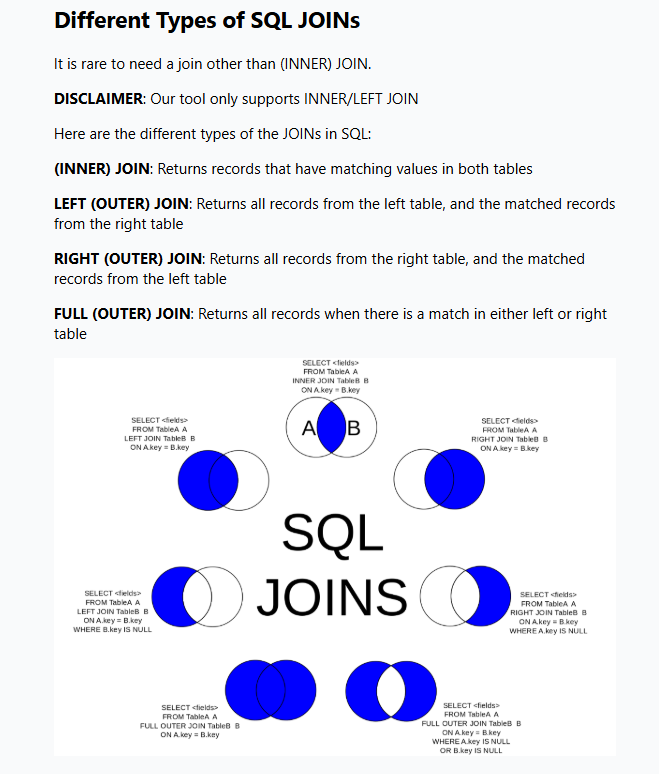 Different Types of SQL JOINs
It is rare to need a join other than (INNER) JOIN.
DISCLAIMER: Our tool only supports INNER/LEFT JOIN
Here are the different types of the JOINs in SQL:
(INNER) JOIN: Returns records that have matching values in both tables
LEFT (OUTER) JOIN: Returns all records from the left table, and the matched records
from the right table
RIGHT (OUTER) JOIN: Returns all records from the right table, and the matched
records from the left table
FULL (OUTER) JOIN: Returns all records when there is a match in either left or right
table
SELECT <fields>
FROM TableA A
INNER JOIN TableB B
ON A.key = B.key
A B
SELECT <fields>
FROM TableA A
LEFT JOIN TableB B
ON A.key = B.key
SELECT <fields>
FROM TableA A
RIGHT JOIN TableB B
ON A.key = B.key
SQL
JOINS
SELECT <fields>
FROM TableA A
LEFT JOIN TableB B
ON A.key = B.key
WHERE B.key IS NULL
SELECT <fields>
FROM TableA A
RIGHT JOIN TableB B
ON A.key = B.key
WHERE A.key IS NULL
SELECT <fields>
FROM TableA A
FULL OUTER JOIN TableB B
ON A.key = B.key
SELECT <fields>
FROM TableA A
FULL OUTER JOIN TableB B
ON A.key = B.key
WHERE A.key IS NULL
OR B.key IS NULL